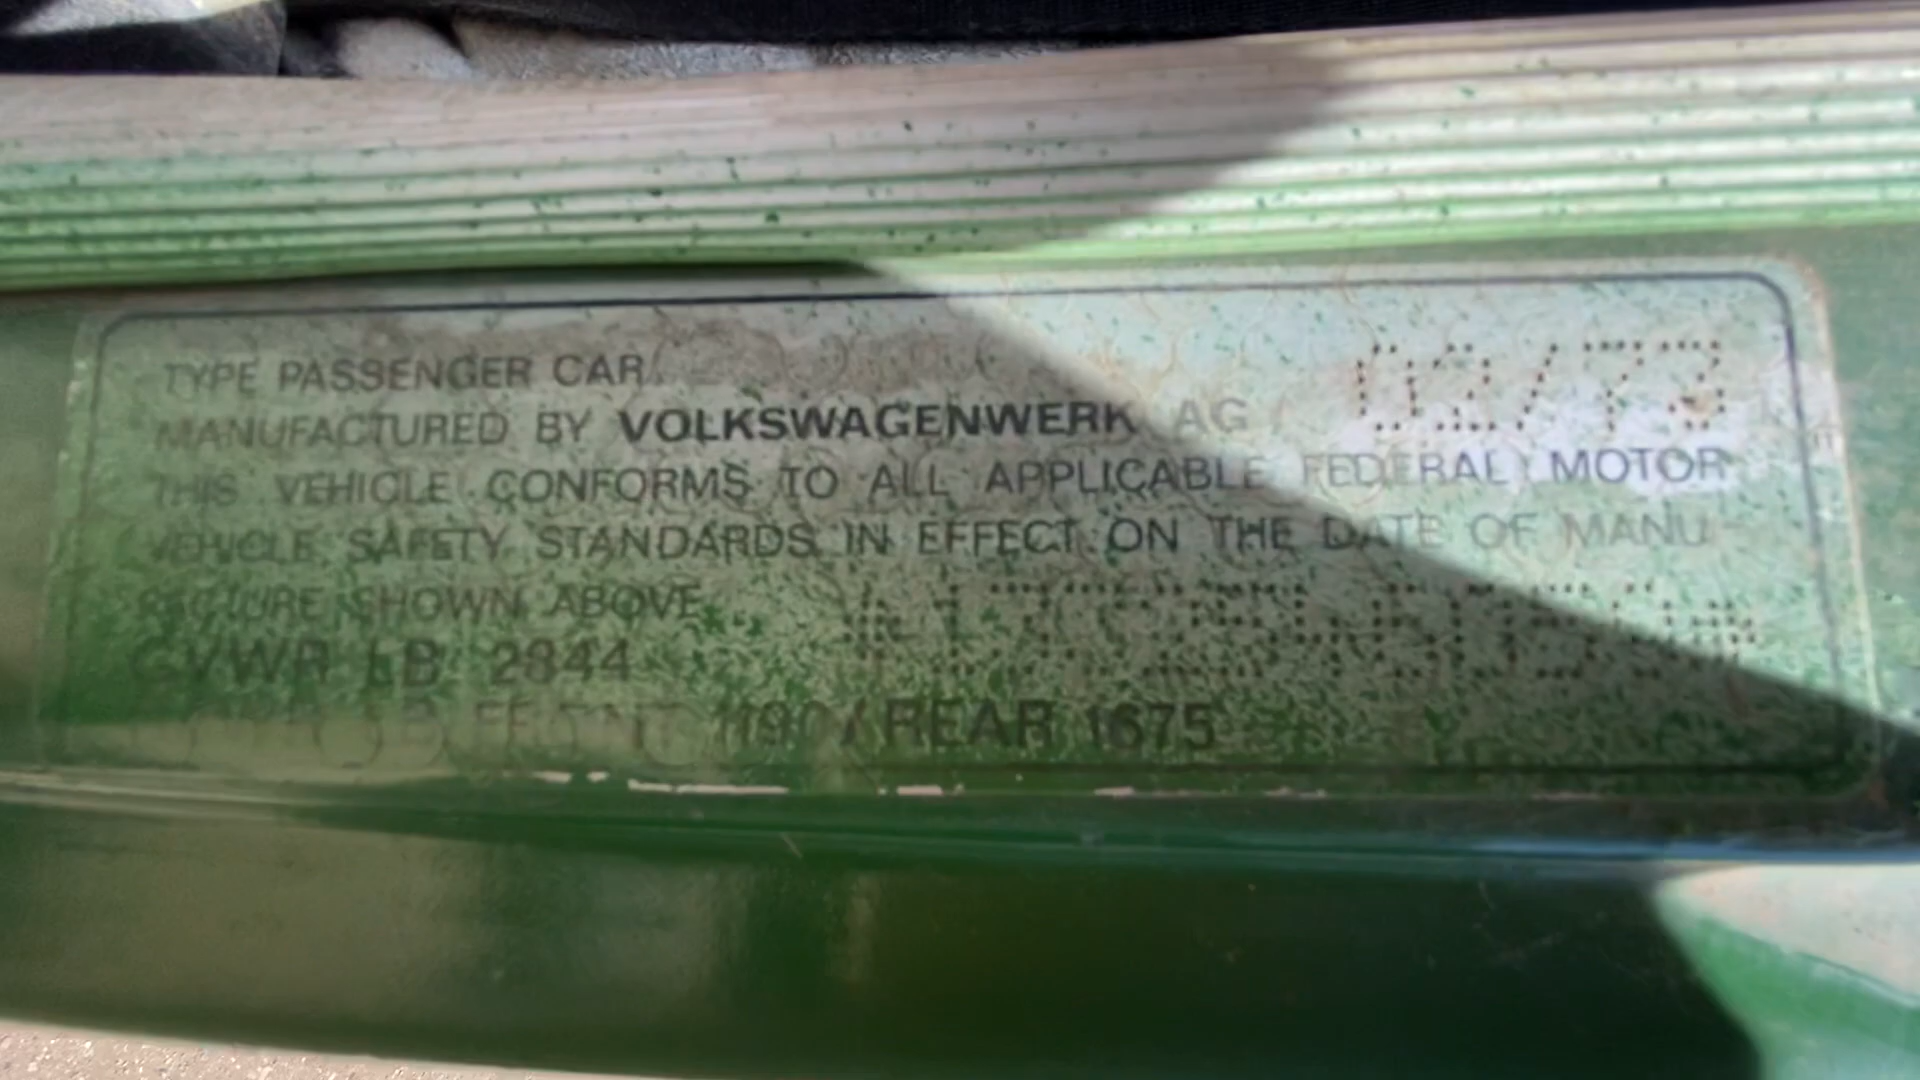 TYPE PASSENGER CAR
MANUFACTURED BY VOLKSWAGENWERK AG
THIS VEHICLE CONFORMS TO ALL APPLICABLE FEDERAL MOTOR
VEHICLE SAFETY STANDARDS IN EFFECT ON THE DATE OF MANU
FACTURE SHOWN ABOVE
GVWR LB 2844
1190 / REAR 1675